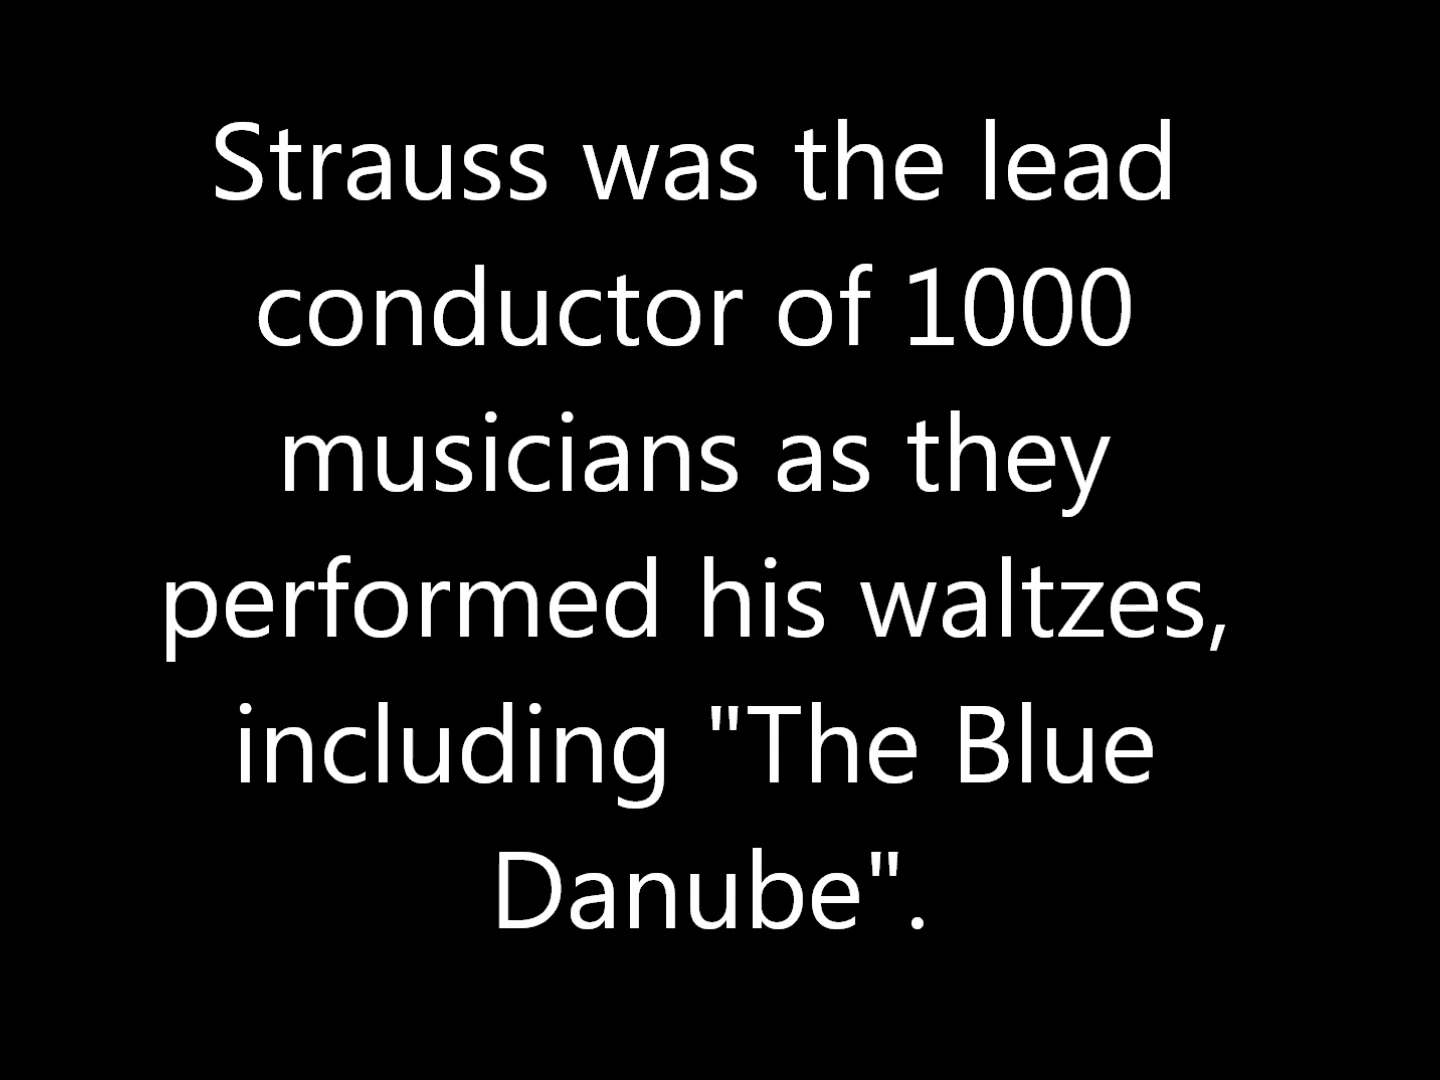 Strauss was the lead
conductor of 1000
musicians as they
performed his waltzes,
including "The Blue
Danube".